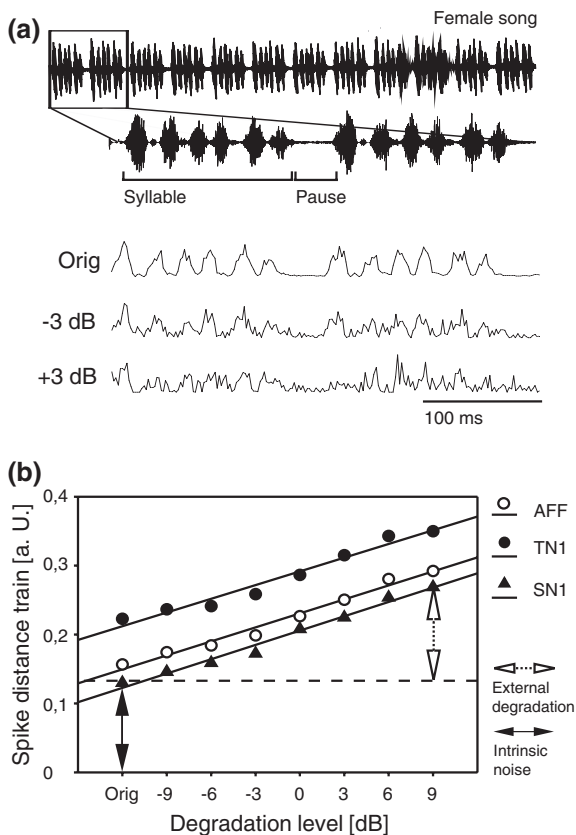 (a)
Female song
Syllable
Pause
Orig
-3 dB
+3 dB
100 ms
(b)
Spike distance train [a. U.]
0,4
0,3
0,2
0,1
0
Orig
-9
-6
-3
0
3
6
9
Degradation level [dB]
AFF
TN1
SN1
External
degradation
Intrinsic
noise